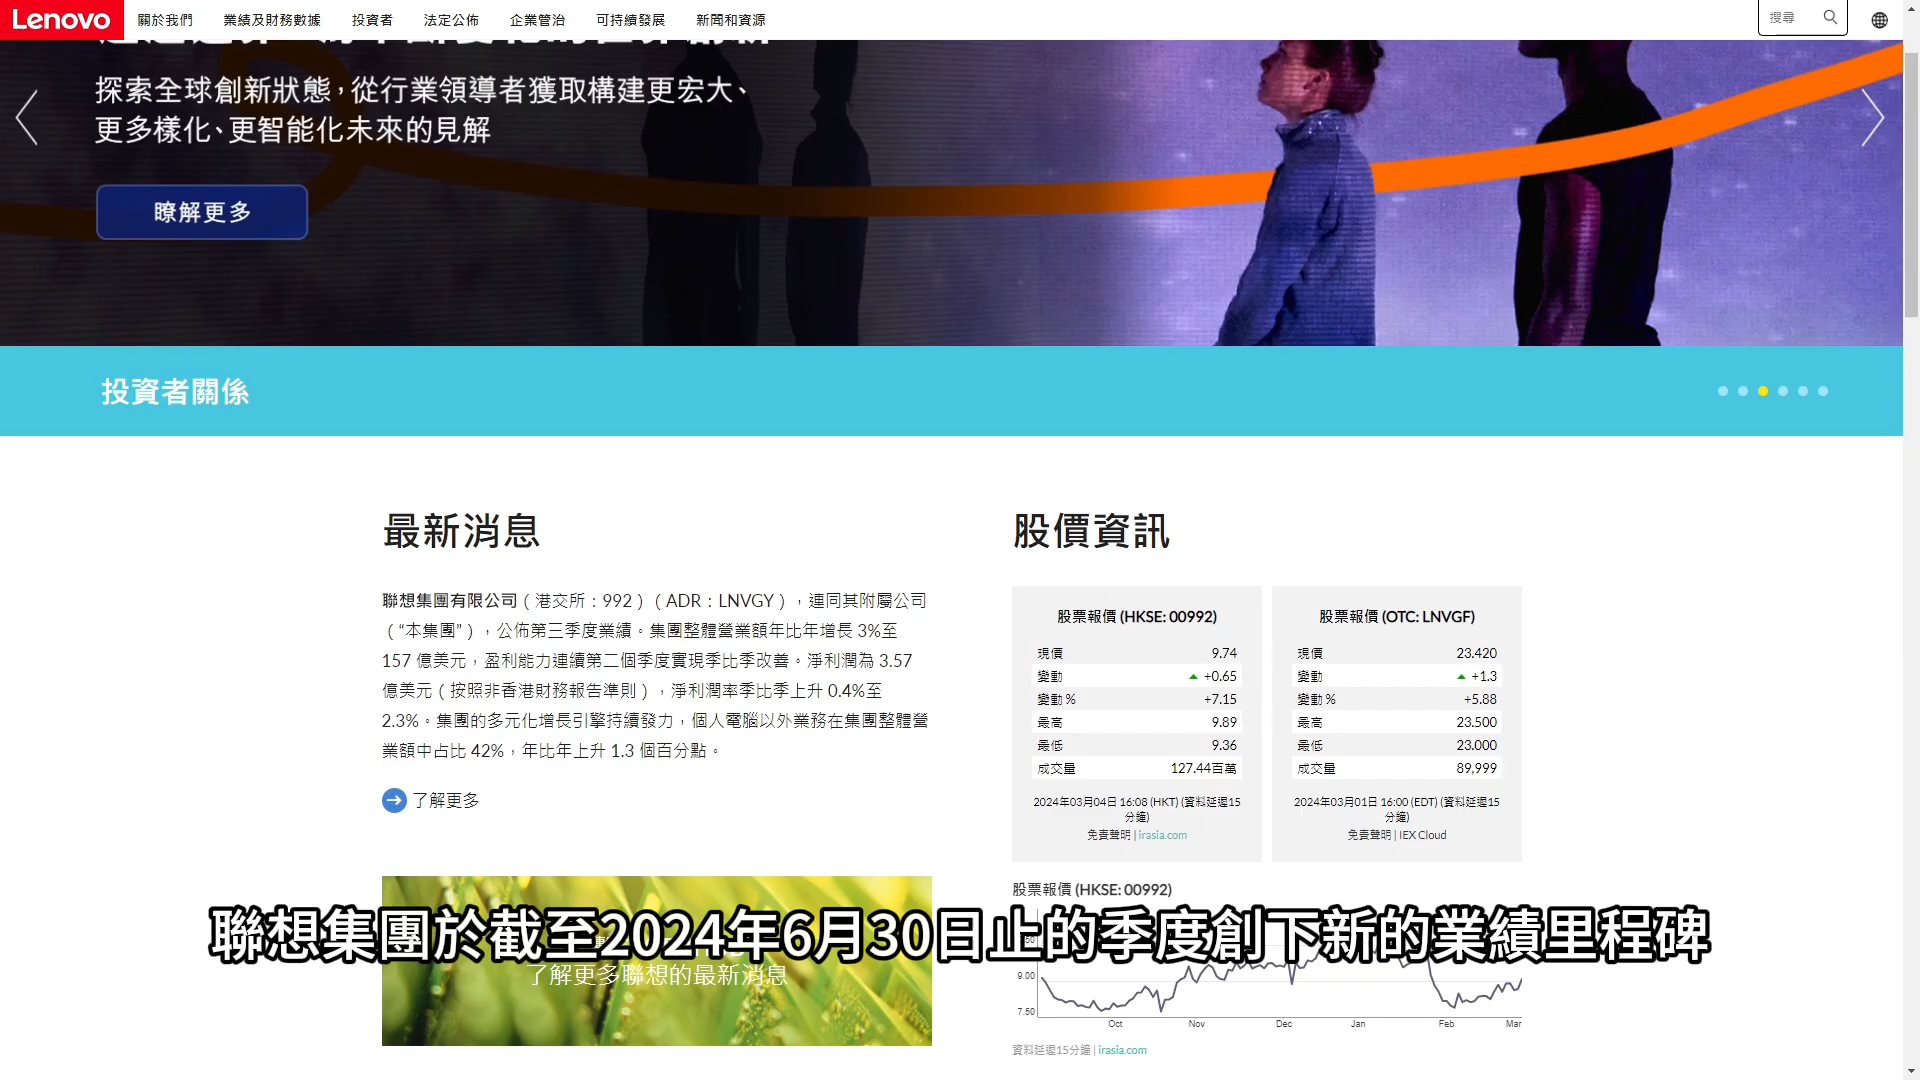 Lenovo
關於我們
業績及財務數據
投資者
法定公佈
企業管治
可持續發展
新聞和資源
搜尋
探索全球創新狀態，從行業領導者獲取構建更宏大、
更多樣化、更智能化未來的見解
瞭解更多
投資者關係
最新消息
聯想集團有限公司（港交所：992）（ADR：LNVGY），連同其附屬公司
（“本集團”），公佈第三季度業績。集團整體營業額年比年增長 3%至
157 億美元，盈利能力連續第二個季度實現季比季改善。淨利潤為 3.57
億美元（按照非香港財務報告準則），淨利潤率季比季上升 0.4%至
2.3%。集團的多元化增長引擎持續發力，個人電腦以外業務在集團整體營
業額中占比 42%，年比年上升 1.3 個百分點。
了解更多
股價資訊
股票報價 (HKSE: 00992)
現價 9.74
變動 +0.65
變動 % +7.15
最高 9.89
最低 9.36
成交量 127.44百萬
2024年03月04日 16:08 (HKT) (資料延遲15
分鐘)
免責聲明 | irasia.com
股票報價 (OTC: LNVGF)
現價 23.420
變動 +1.3
變動 % +5.88
最高 23.500
最低 23.000
成交量 89,999
2024年03月01日 16:00 (EDT) (資料延遲15
分鐘)
免責聲明 | IEX Cloud
股票報價 (HKSE: 00992)
聯想集團於截至2024年6月30日止的季度創下新的業績里程碑
了解更多聯想的最新消息
9.00
7.50
Oct Nov Dec Jan Feb Mar
資料延遲15分鐘 | irasia.com